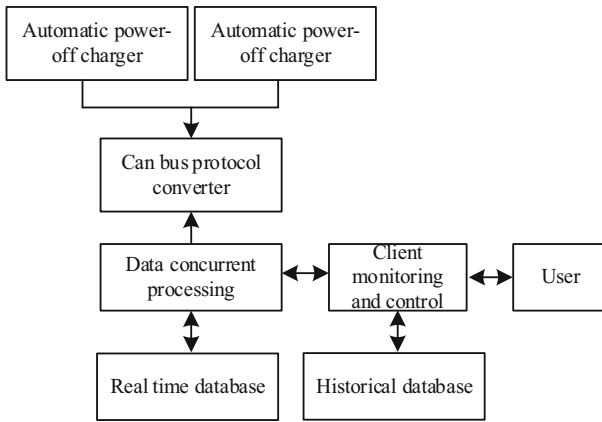 Automatic power-
off charger
Automatic power-
off charger
Can bus protocol
converter
Data concurrent
processing
Client
monitoring
and control
User
Real time database
Historical database